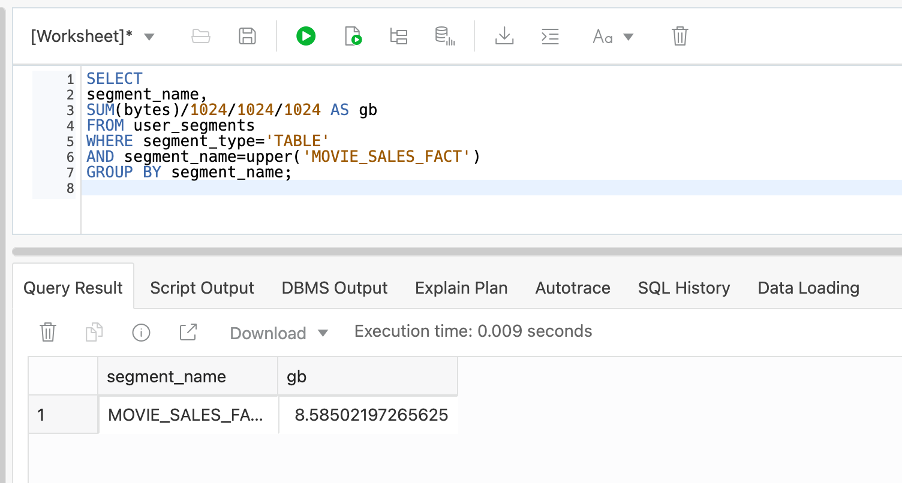 [Worksheet]*
Aa
1 SELECT
2 segment_name,
3 SUM(bytes)/1024/1024/1024 AS gb
4 FROM user_segments
5 WHERE segment_type='TABLE'
6 AND segment_name=upper('MOVIE_SALES_FACT')
7 GROUP BY segment_name;
8
Query Result Script Output DBMS Output Explain Plan Autotrace SQL History Data Loading
Download Execution time: 0.009 seconds
segment_name gb
1 MOVIE_SALES_FA... 8.58502197265625